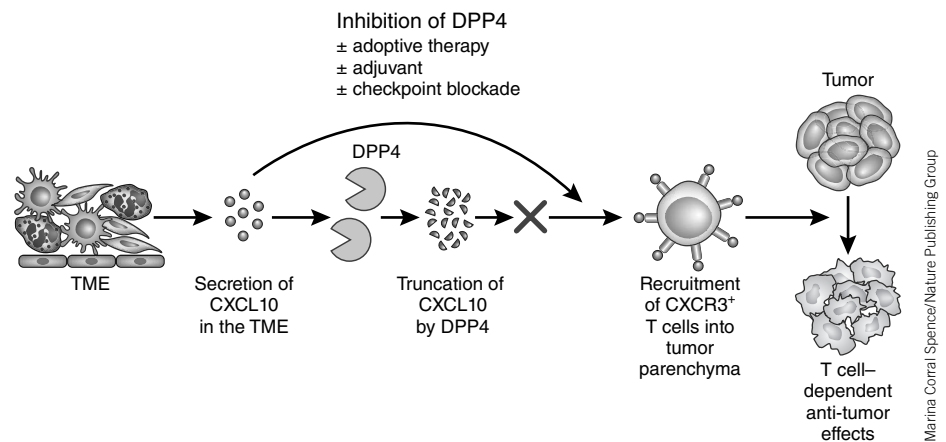 Inhibition of DPP4
± adoptive therapy
± adjuvant
± checkpoint blockade
Tumor
DPP4
TME
Secretion of
CXCL10
in the TME
Truncation of
CXCL10
by DPP4
Recruitment
of CXCR3⁺
T cells into
tumor
parenchyma
T cell–
dependent
anti-tumor
effects
Marina Corral Spence/Nature Publishing Group